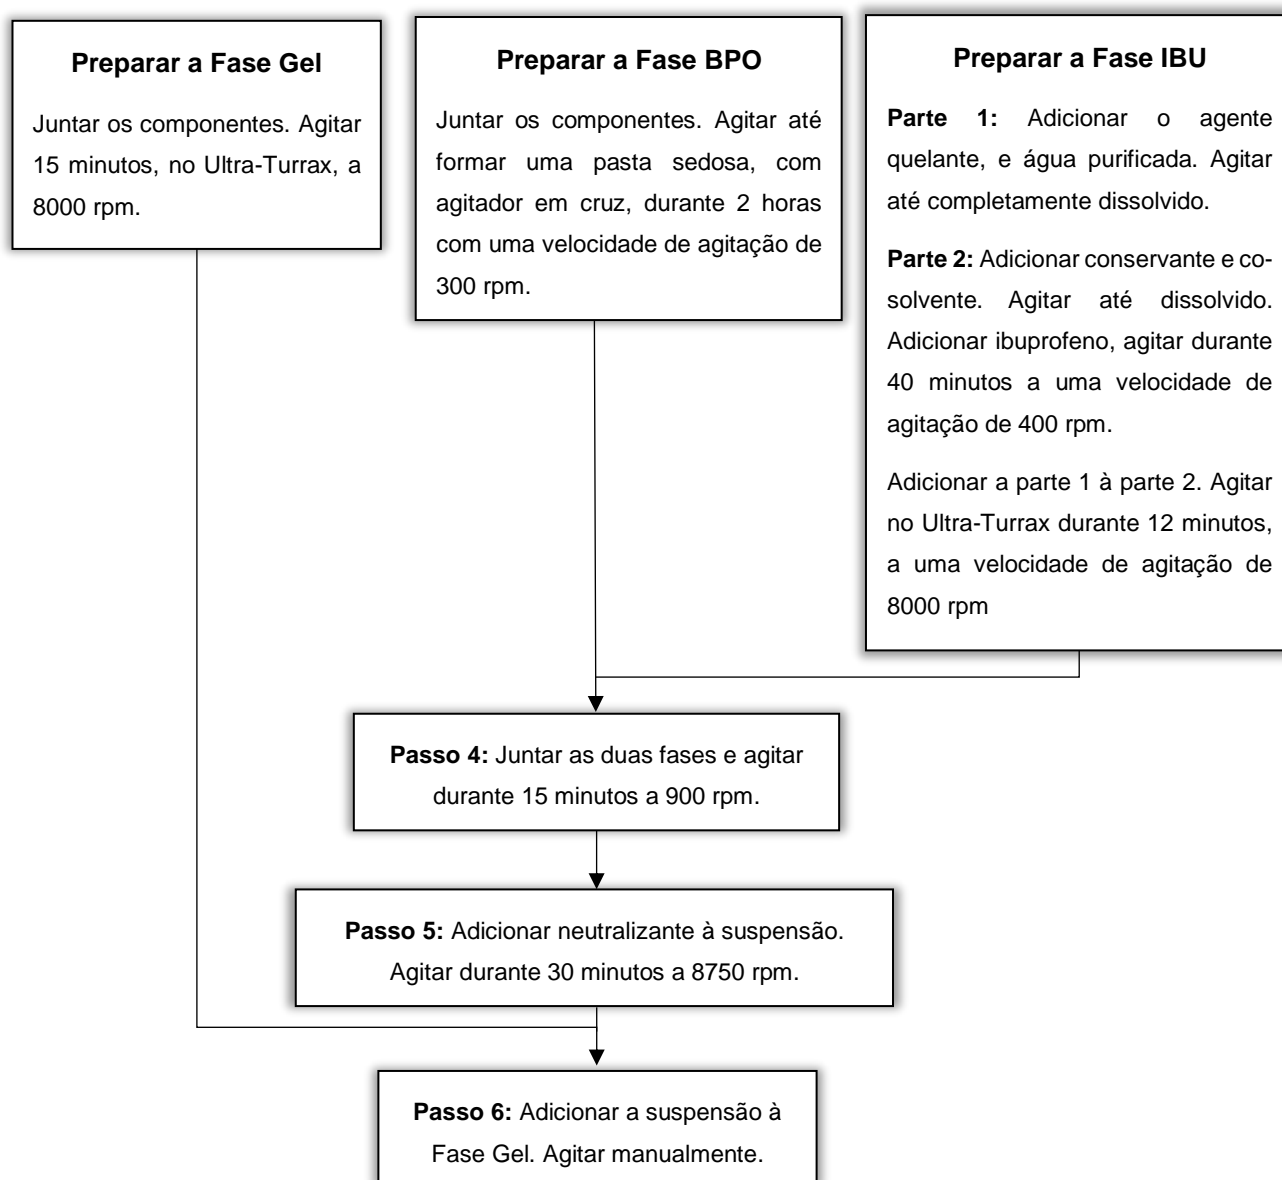 Preparar a Fase Gel
Juntar os componentes. Agitar
15 minutos, no Ultra-Turrax, a
8000 rpm.
Preparar a Fase BPO
Juntar os componentes. Agitar até
formar uma pasta sedosa, com
agitador em cruz, durante 2 horas
com uma velocidade de agitação de
300 rpm.
Preparar a Fase IBU
Parte 1: Adicionar o agente
quelante, e água purificada. Agitar
até completamente dissolvido.
Parte 2: Adicionar conservante e co-
solvente. Agitar até dissolvido.
Adicionar ibuprofeno, agitar durante
40 minutos a uma velocidade de
agitação de 400 rpm.
Adicionar a parte 1 à parte 2. Agitar
no Ultra-Turrax durante 12 minutos,
a uma velocidade de agitação de
8000 rpm
Passo 4: Juntar as duas fases e agitar
durante 15 minutos a 900 rpm.
Passo 5: Adicionar neutralizante à suspensão.
Agitar durante 30 minutos a 8750 rpm.
Passo 6: Adicionar a suspensão à
Fase Gel. Agitar manualmente.